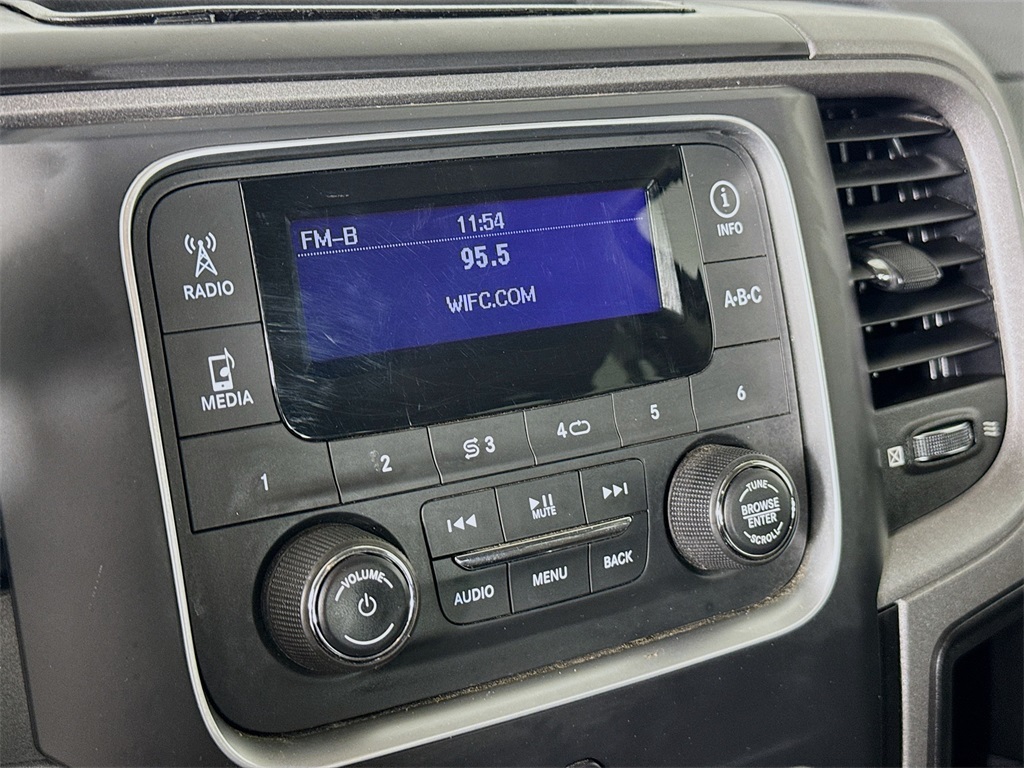 11:54
FM-B
95.5
WIFC.COM
RADIO
MEDIA
i
INFO
A·B·C
1
2
3
4
5
6
MUTE
AUDIO
MENU
BACK
VOLUME
TUNE
BROWSE
ENTER
SCROLL